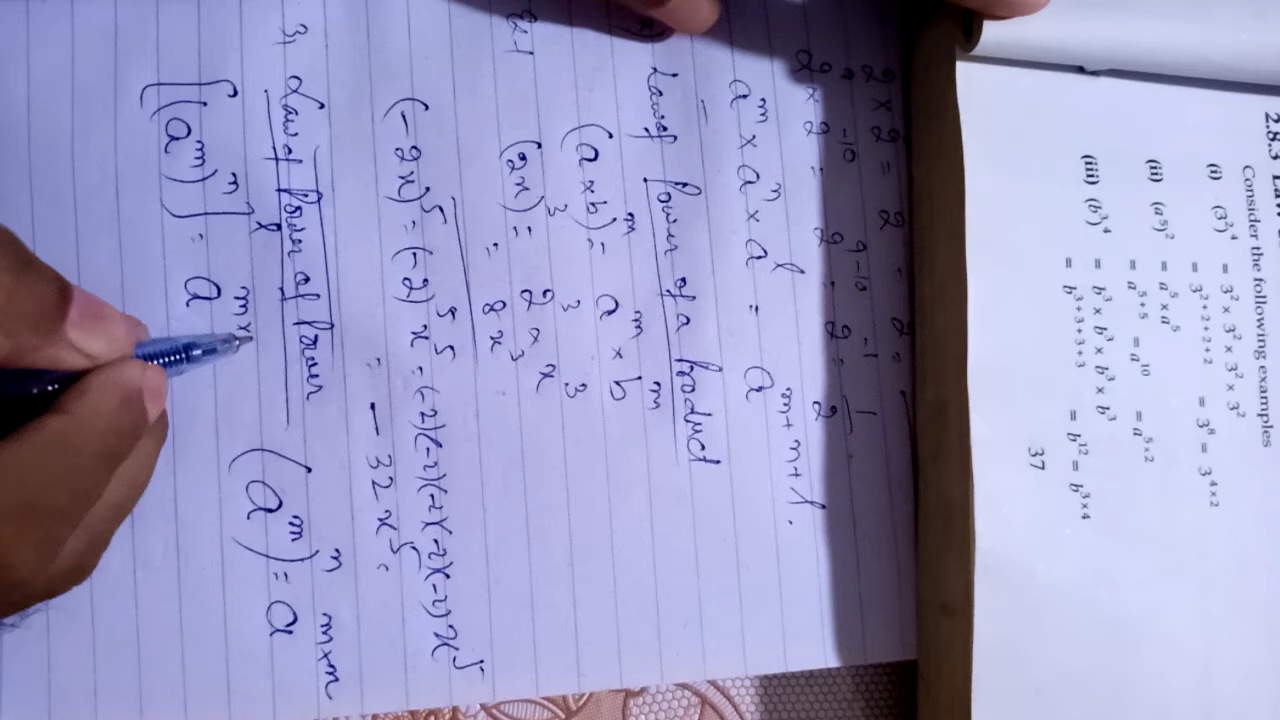 2.8.3
Consider the following examples
(i) (3²)⁴ = 3² × 3² × 3² × 3²
= 3²⁺²⁺²⁺² = 3⁸ = 3⁴ˣ²
(ii) (a⁵)² = a⁵ × a⁵
= a⁵⁺⁵ = a¹⁰ = a⁵ˣ²
(iii) (b³)⁴ = b³ × b³ × b³ × b³
= b³⁺³⁺³⁺³ = b¹² = b³ˣ⁴
37
2 × 2 = 2 = 2 =
2⁹ × 2⁻¹⁰ = 2⁹⁻¹⁰ = 2⁻¹ = 1/2
aᵐ × aⁿ × aˡ = aᵐ⁺ⁿ⁺ˡ.
Law of Power of a Product
(a×b)ᵐ = aᵐ × bᵐ
(2x)³ = 2³ × x³
= 8x³
(-2x)⁵ = (-2)⁵ x⁵ = (-2)(-2)(-2)(-2)(-2) x⁵
= -32x⁵
3, Law of Power of Power (aᵐ)ⁿ = aᵐˣⁿ
[(aᵐ)ⁿ]ˡ = aᵐˣ